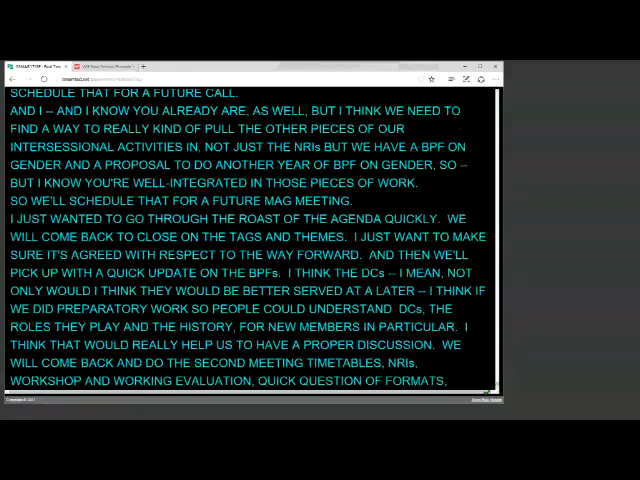 SCHEDULE THAT FOR A FUTURE CALL.
AND I -- AND I KNOW YOU ALREADY ARE, AS WELL, BUT I THINK WE NEED TO
FIND A WAY TO REALLY KIND OF PULL THE OTHER PIECES OF OUR
INTERSESSIONAL ACTIVITIES IN, NOT JUST THE NRIs BUT WE HAVE A BPF ON
GENDER AND A PROPOSAL TO DO ANOTHER YEAR OF BPF ON GENDER, SO --
BUT I KNOW YOU'RE WELL-INTEGRATED IN THOSE PIECES OF WORK.
SO WE'LL SCHEDULE THAT FOR A FUTURE MAG MEETING.
I JUST WANTED TO GO THROUGH THE ROAST OF THE AGENDA QUICKLY.  WE
WILL COME BACK TO CLOSE ON THE TAGS AND THEMES.  I JUST WANT TO MAKE
SURE IT'S AGREED WITH RESPECT TO THE WAY FORWARD.  AND THEN WE'LL
PICK UP WITH A QUICK UPDATE ON THE BPFs.  I THINK THE DCs -- I MEAN, NOT
ONLY WOULD I THINK THEY WOULD BE BETTER SERVED AT A LATER -- I THINK IF
WE DID PREPARATORY WORK SO PEOPLE COULD UNDERSTAND  DCs, THE
ROLES THEY PLAY AND THE HISTORY, FOR NEW MEMBERS IN PARTICULAR.  I
THINK THAT WOULD REALLY HELP US TO HAVE A PROPER DISCUSSION.  WE
WILL COME BACK AND DO THE SECOND MEETING TIMETABLES, NRIs,
WORKSHOP AND WORKING EVALUATION, QUICK QUESTION OF FORMATS,